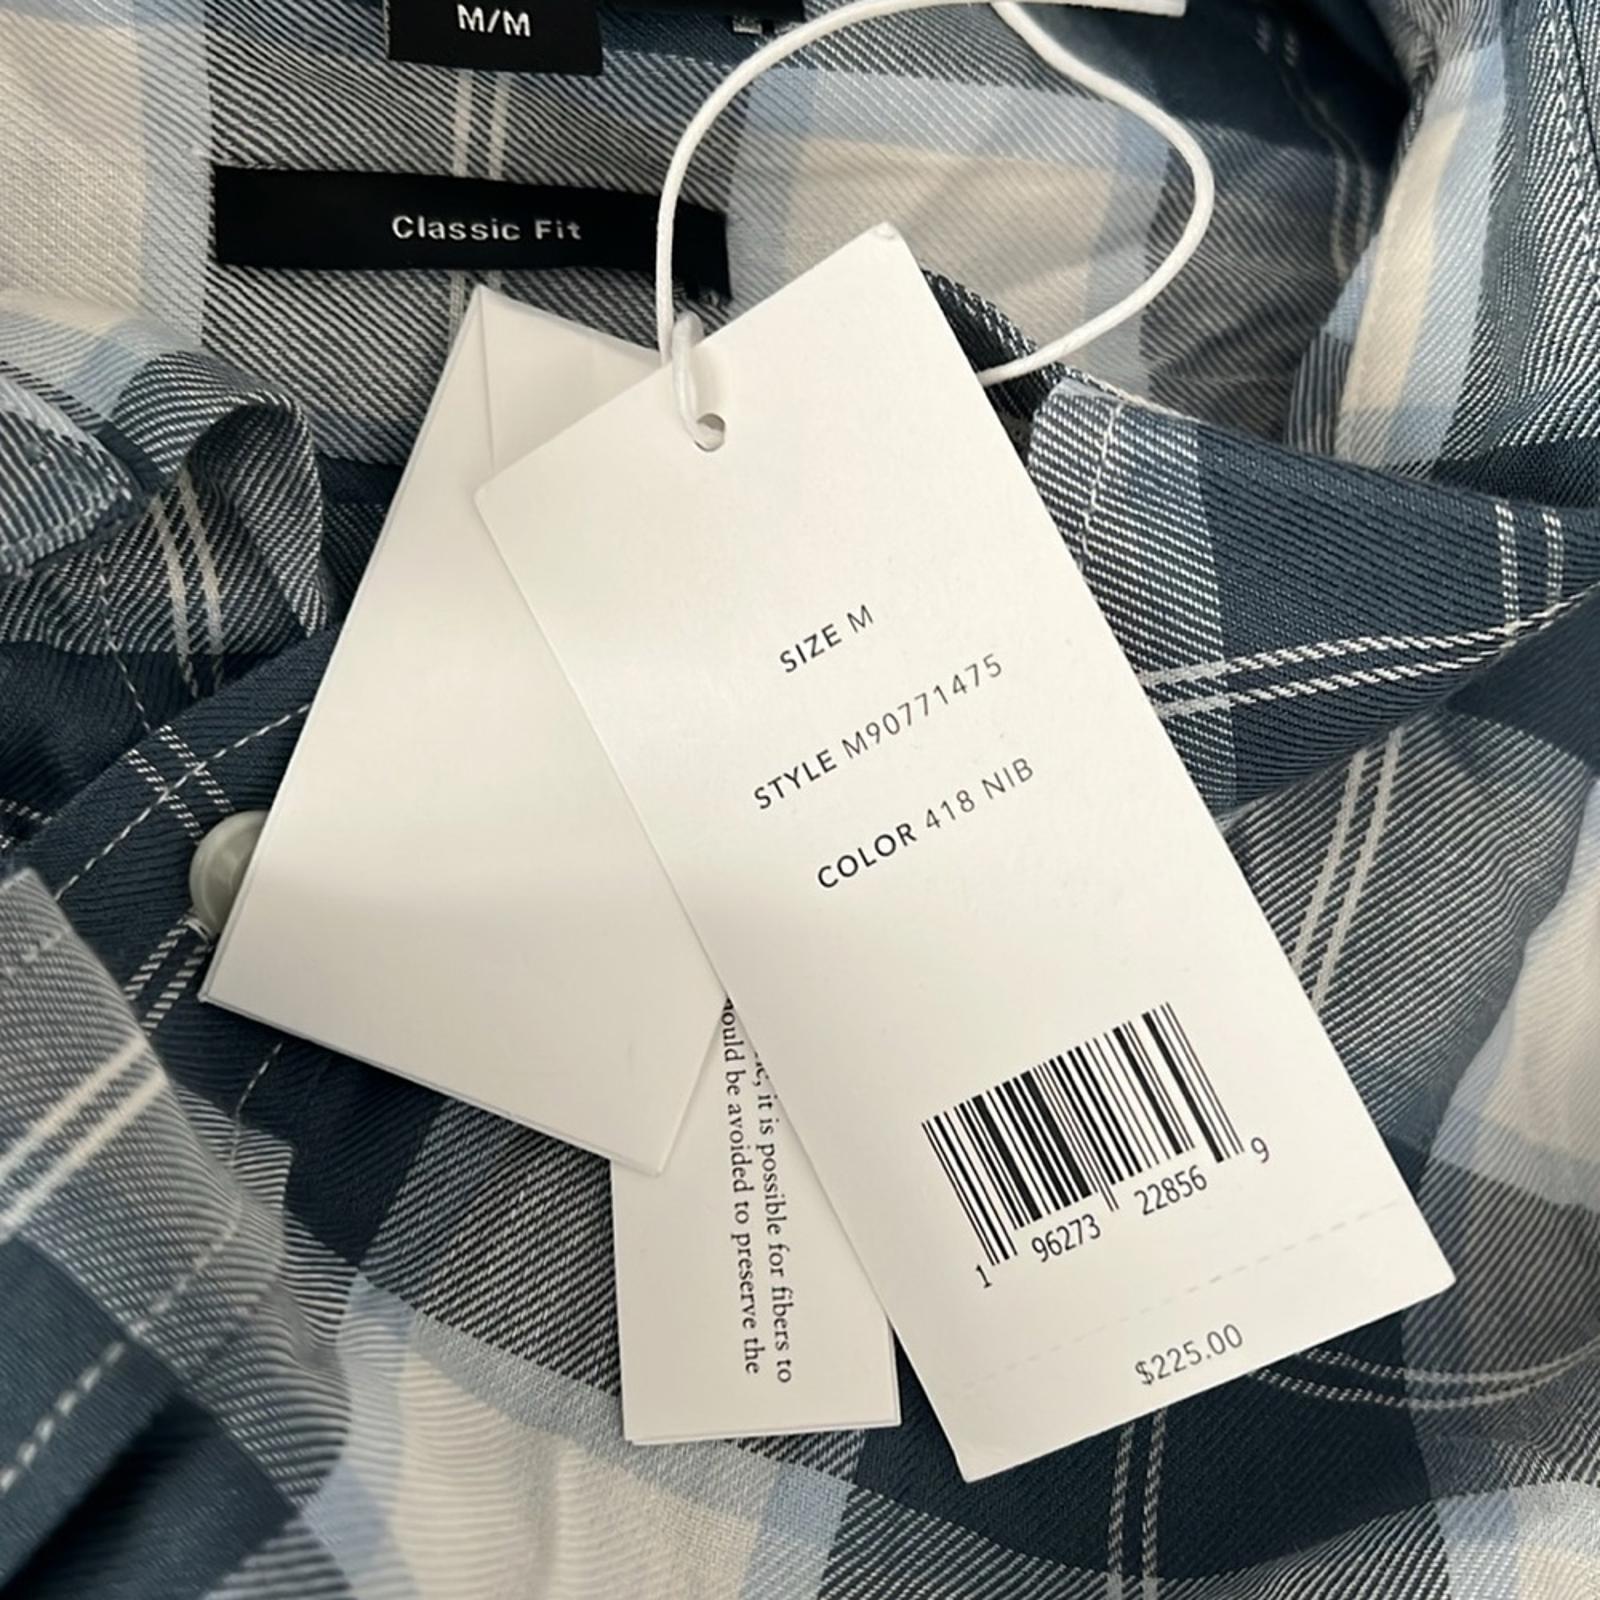 M/M
Classic Fit
SIZE M
STYLE M90771475
COLOR 418 NIB
1 96273 22856 9
$225.00
it is possible for fibers to
be avoided to preserve the